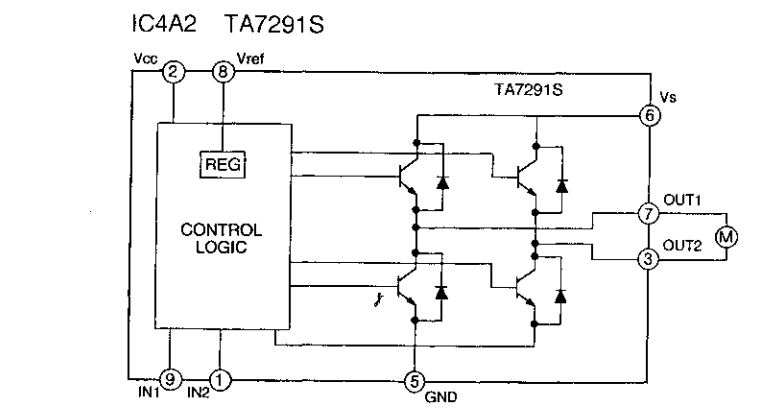 IC4A2 TA7291S
Vcc 2 8 Vref
TA7291S
Vs
6
REG
CONTROL
LOGIC
7 OUT1
M
OUT2
3
IN1 9 IN2 1 5 GND